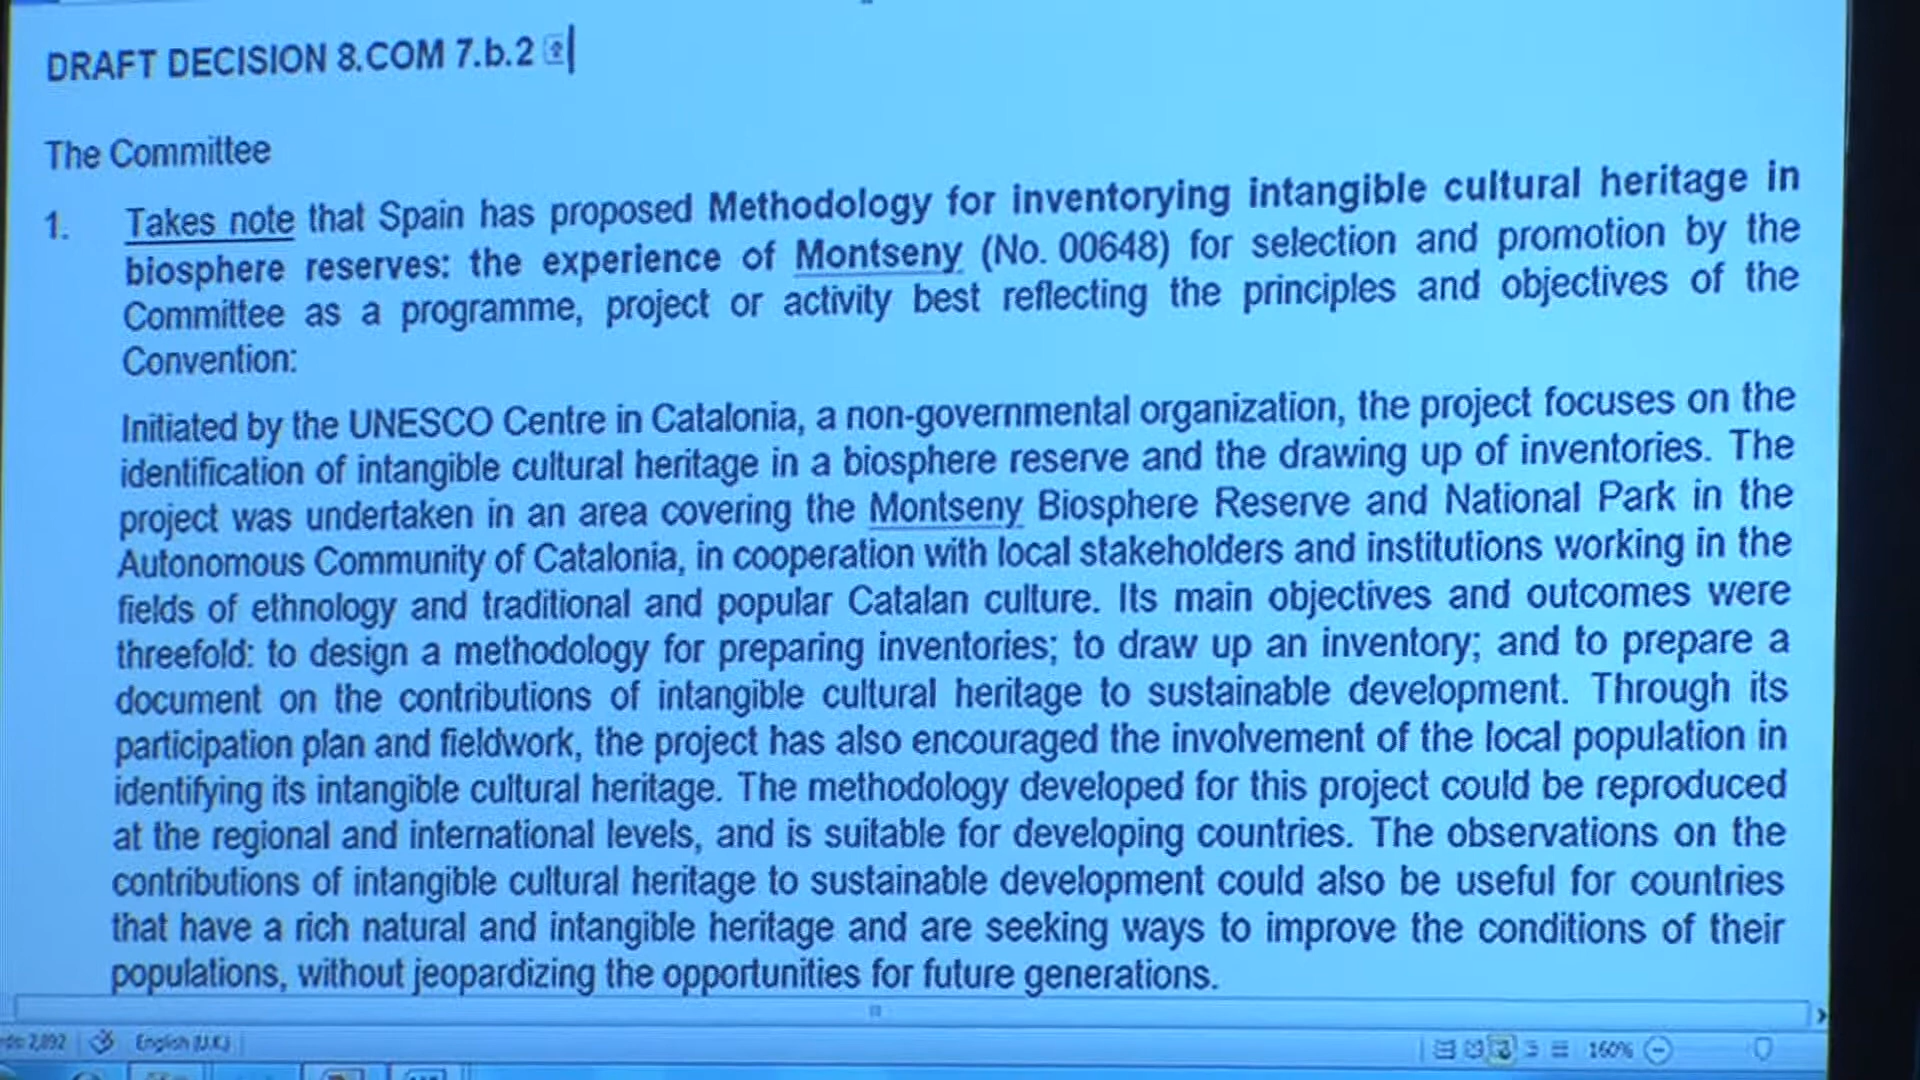 DRAFT DECISION 8.COM 7.b.2
The Committee
1. Takes note that Spain has proposed Methodology for inventorying intangible cultural heritage in
biosphere reserves: the experience of Montseny (No. 00648) for selection and promotion by the
Committee as a programme, project or activity best reflecting the principles and objectives of the
Convention:
Initiated by the UNESCO Centre in Catalonia, a non-governmental organization, the project focuses on the
identification of intangible cultural heritage in a biosphere reserve and the drawing up of inventories. The
project was undertaken in an area covering the Montseny Biosphere Reserve and National Park in the
Autonomous Community of Catalonia, in cooperation with local stakeholders and institutions working in the
fields of ethnology and traditional and popular Catalan culture. Its main objectives and outcomes were
threefold: to design a methodology for preparing inventories; to draw up an inventory; and to prepare a
document on the contributions of intangible cultural heritage to sustainable development. Through its
participation plan and fieldwork, the project has also encouraged the involvement of the local population in
identifying its intangible cultural heritage. The methodology developed for this project could be reproduced
at the regional and international levels, and is suitable for developing countries. The observations on the
contributions of intangible cultural heritage to sustainable development could also be useful for countries
that have a rich natural and intangible heritage and are seeking ways to improve the conditions of their
populations, without jeopardizing the opportunities for future generations.
English (U.K.) 160%